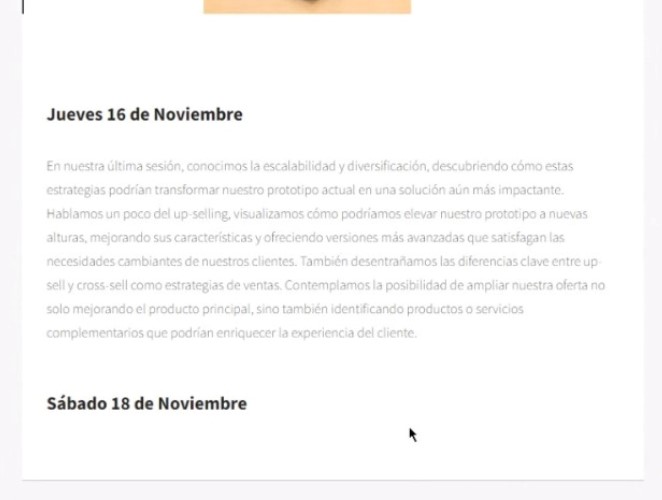 Jueves 16 de Noviembre
En nuestra última sesión, conocimos la escalabilidad y diversificación, descubriendo cómo estas
estrategias podrían transformar nuestro prototipo actual en una solución aún más impactante.
Hablamos un poco del up-selling, visualizamos cómo podríamos elevar nuestro prototipo a nuevas
alturas, mejorando sus características y ofreciendo versiones más avanzadas que satisfagan las
necesidades cambiantes de nuestros clientes. También desentrañamos las diferencias clave entre up-
sell y cross-sell como estrategias de ventas. Contemplamos la posibilidad de ampliar nuestra oferta no
solo mejorando el producto principal, sino también identificando productos o servicios
complementarios que podrían enriquecer la experiencia del cliente.
Sábado 18 de Noviembre